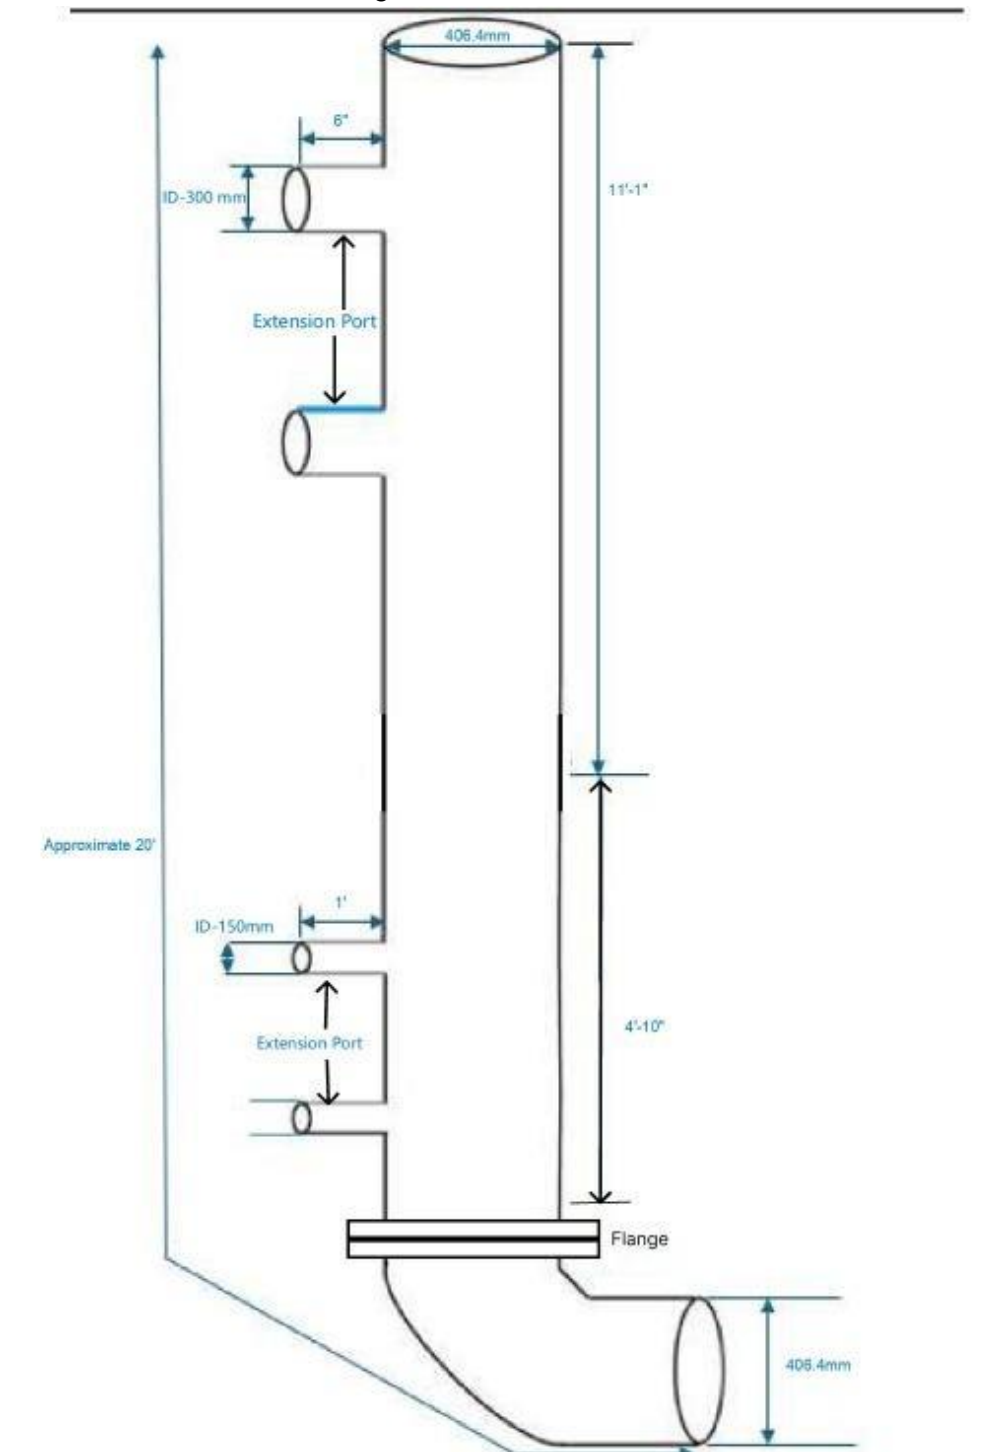 406.4mm
6"
ID-300 mm
11'-1"
Extension Port
Approximate 20'
1'
ID-150mm
Extension Port
4'-10"
Flange
406.4mm